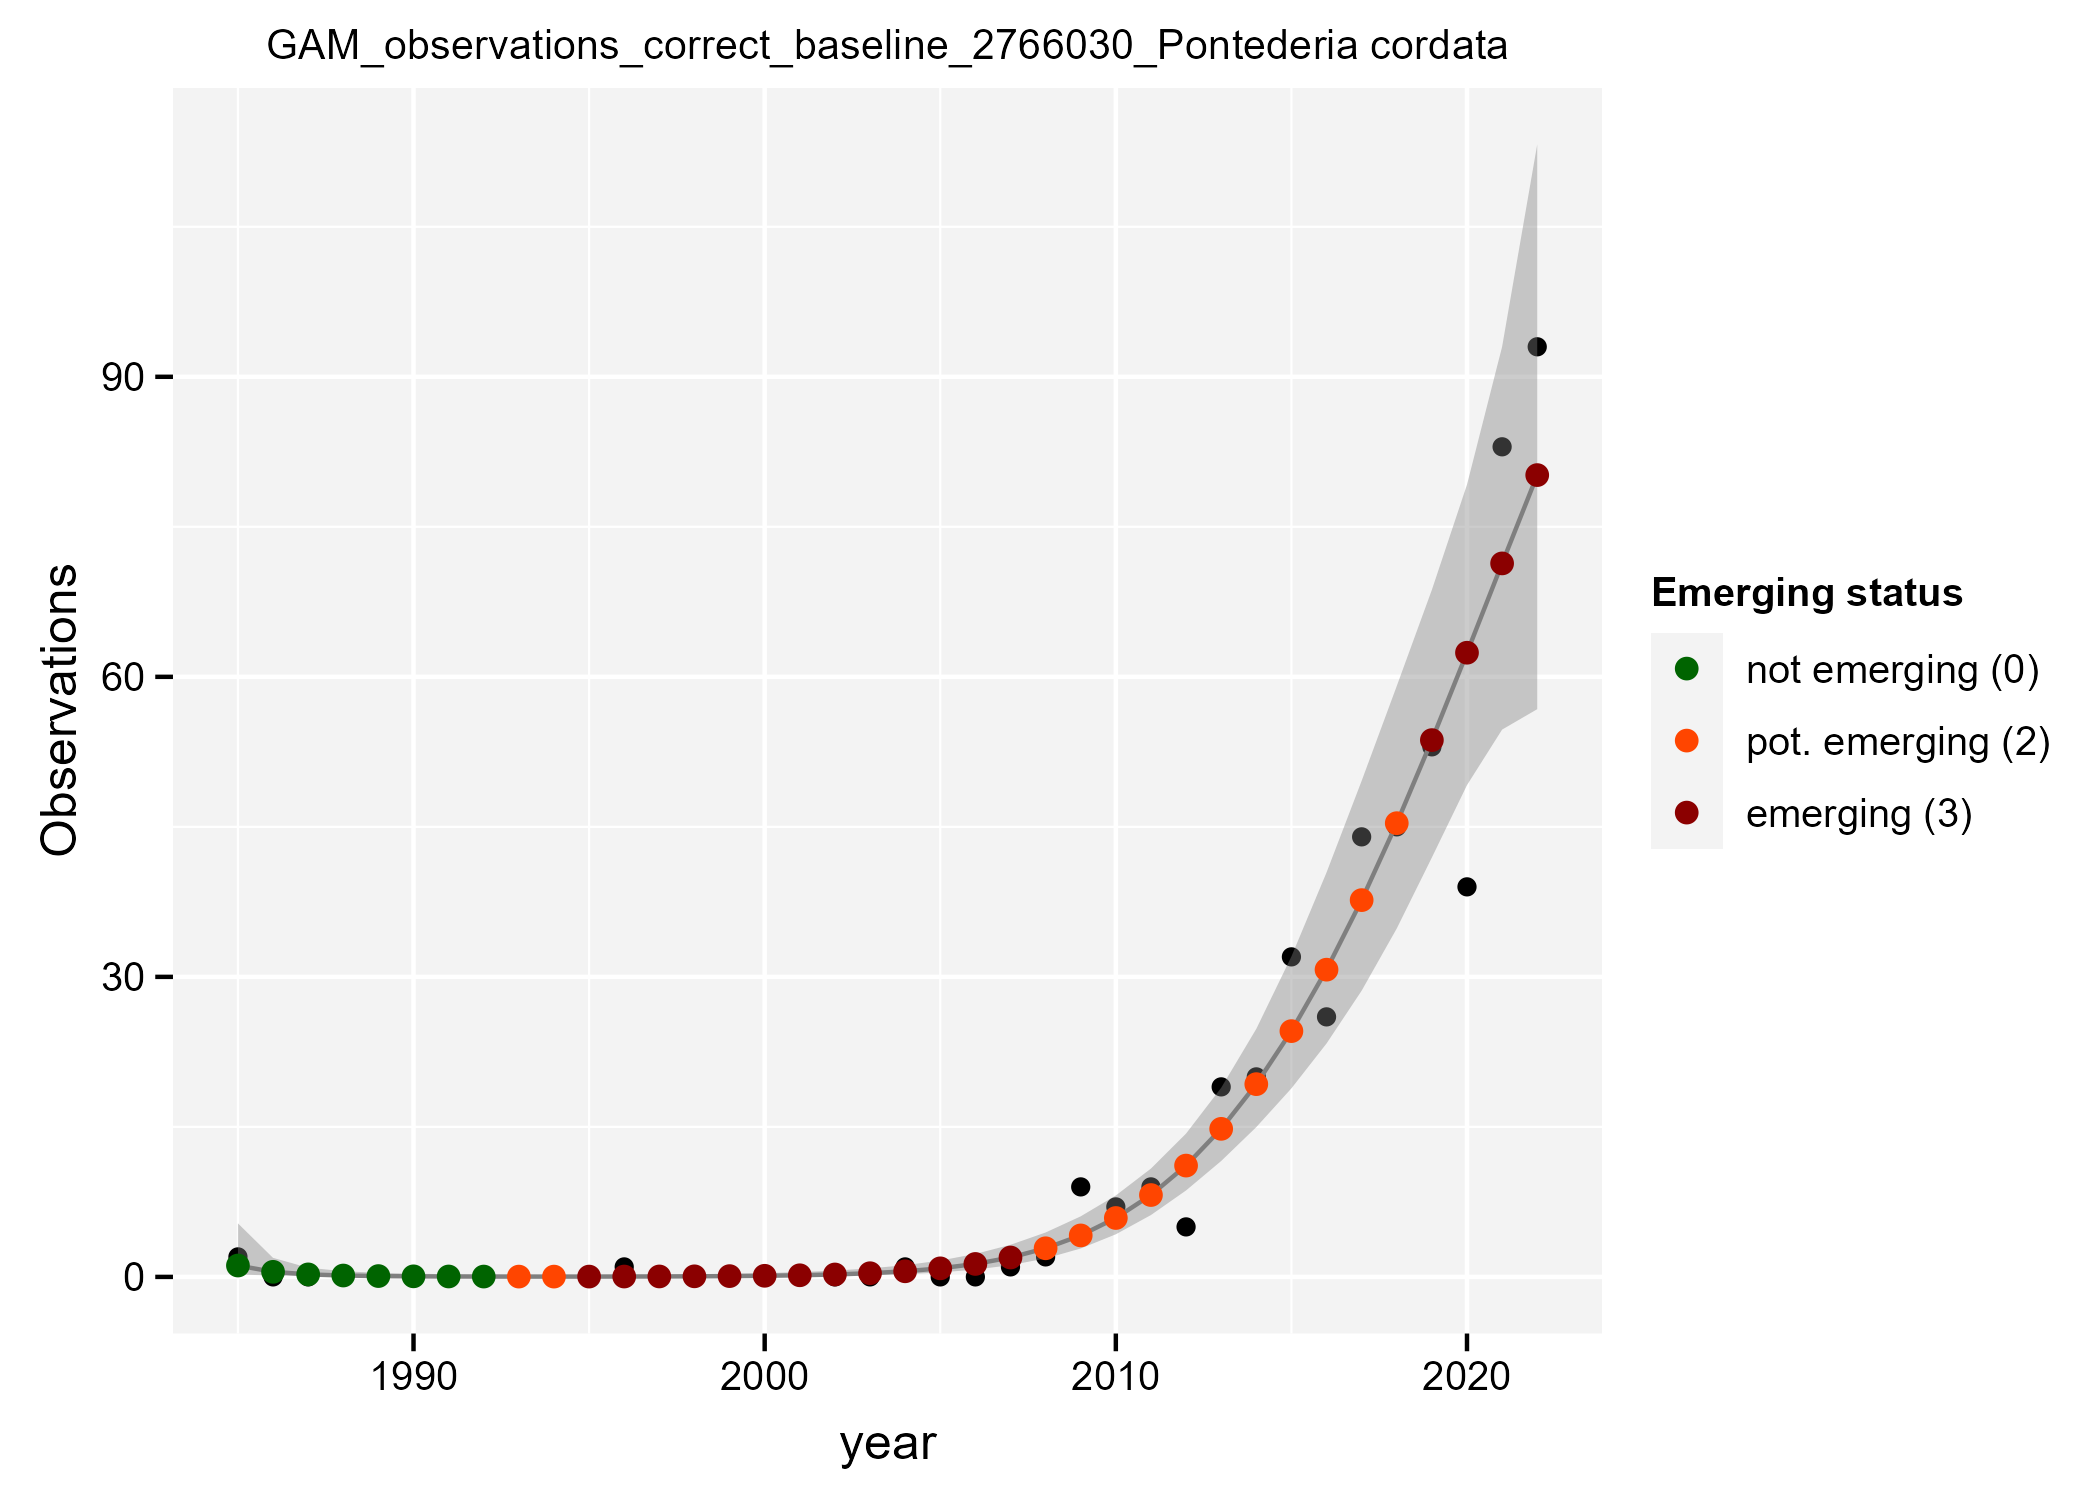 GAM_observations_correct_baseline_2766030_Pontederia cordata
Observations
90
60
30
0
1990
2000
2010
2020
year
Emerging status
not emerging (0)
pot. emerging (2)
emerging (3)